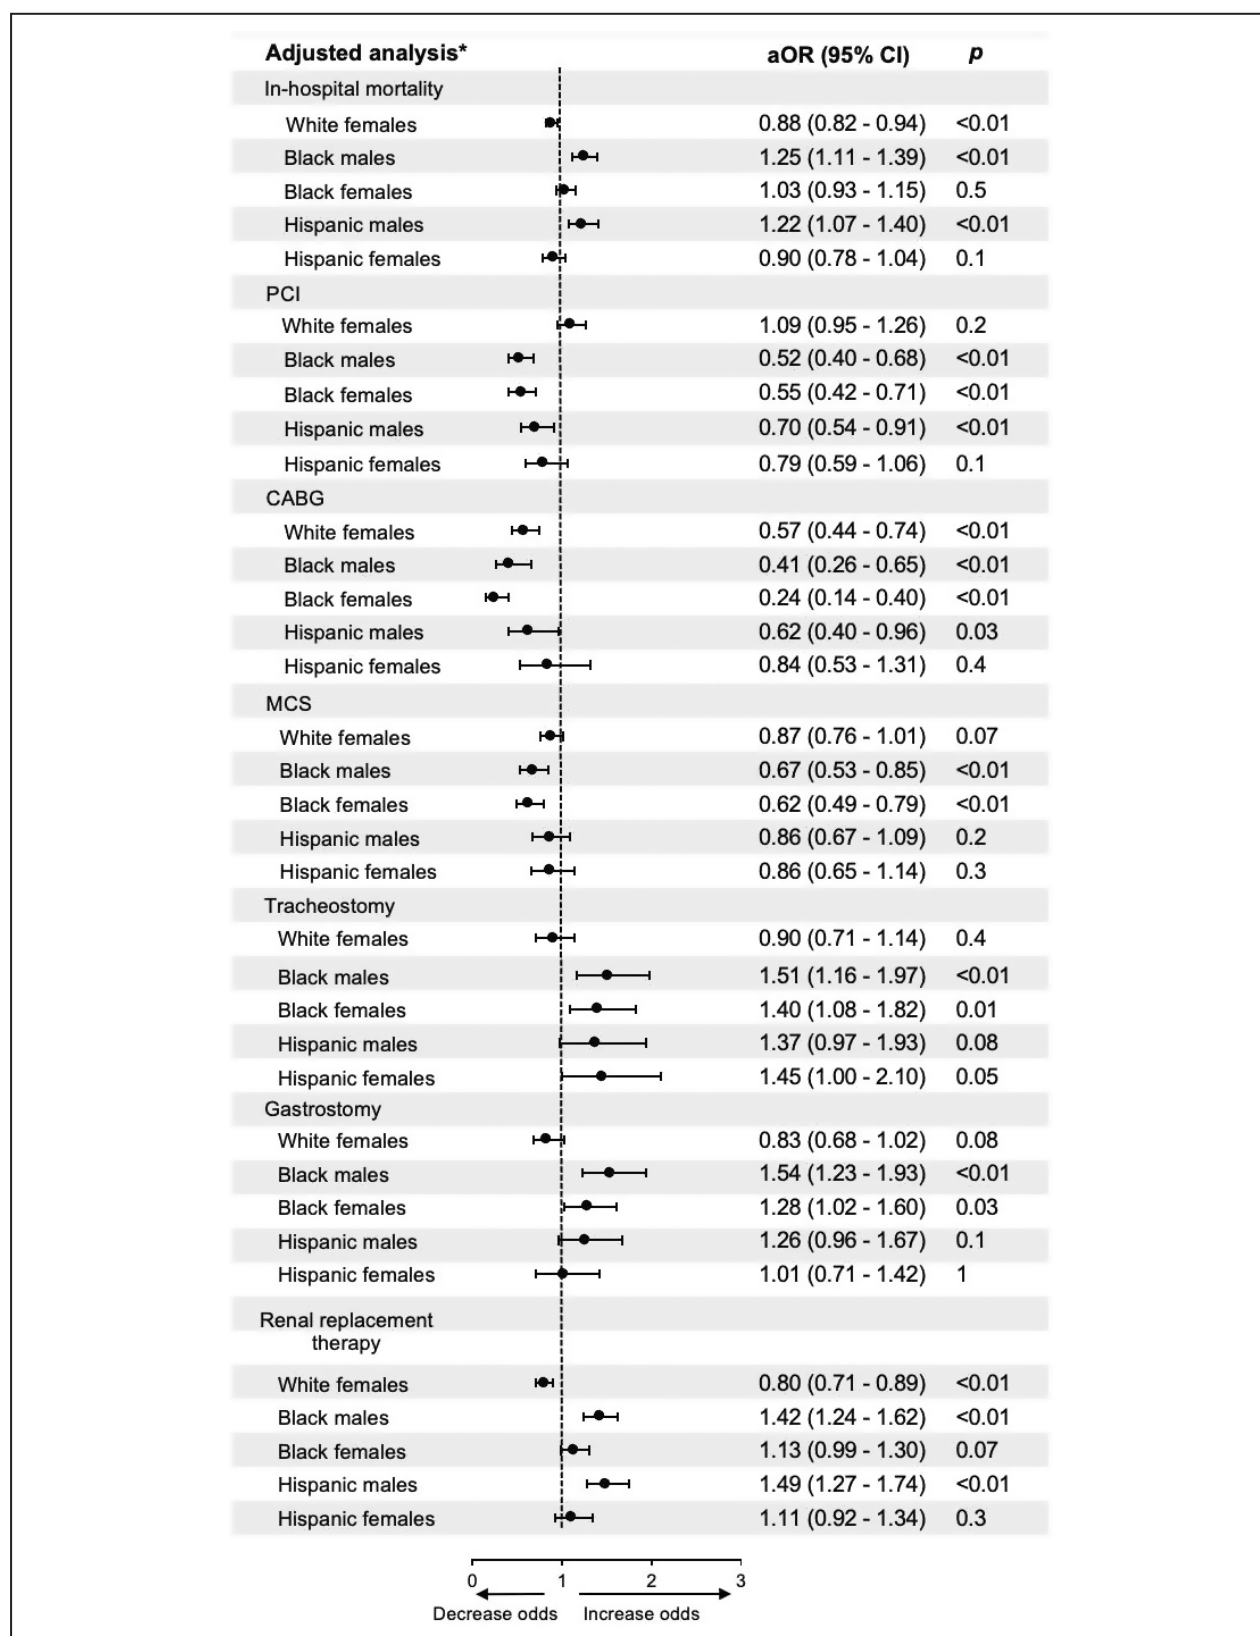 Adjusted analysis* aOR (95% CI) p
In-hospital mortality
White females 0.88 (0.82 - 0.94) <0.01
Black males 1.25 (1.11 - 1.39) <0.01
Black females 1.03 (0.93 - 1.15) 0.5
Hispanic males 1.22 (1.07 - 1.40) <0.01
Hispanic females 0.90 (0.78 - 1.04) 0.1
PCI
White females 1.09 (0.95 - 1.26) 0.2
Black males 0.52 (0.40 - 0.68) <0.01
Black females 0.55 (0.42 - 0.71) <0.01
Hispanic males 0.70 (0.54 - 0.91) <0.01
Hispanic females 0.79 (0.59 - 1.06) 0.1
CABG
White females 0.57 (0.44 - 0.74) <0.01
Black males 0.41 (0.26 - 0.65) <0.01
Black females 0.24 (0.14 - 0.40) <0.01
Hispanic males 0.62 (0.40 - 0.96) 0.03
Hispanic females 0.84 (0.53 - 1.31) 0.4
MCS
White females 0.87 (0.76 - 1.01) 0.07
Black males 0.67 (0.53 - 0.85) <0.01
Black females 0.62 (0.49 - 0.79) <0.01
Hispanic males 0.86 (0.67 - 1.09) 0.2
Hispanic females 0.86 (0.65 - 1.14) 0.3
Tracheostomy
White females 0.90 (0.71 - 1.14) 0.4
Black males 1.51 (1.16 - 1.97) <0.01
Black females 1.40 (1.08 - 1.82) 0.01
Hispanic males 1.37 (0.97 - 1.93) 0.08
Hispanic females 1.45 (1.00 - 2.10) 0.05
Gastrostomy
White females 0.83 (0.68 - 1.02) 0.08
Black males 1.54 (1.23 - 1.93) <0.01
Black females 1.28 (1.02 - 1.60) 0.03
Hispanic males 1.26 (0.96 - 1.67) 0.1
Hispanic females 1.01 (0.71 - 1.42) 1
Renal replacement
therapy
White females 0.80 (0.71 - 0.89) <0.01
Black males 1.42 (1.24 - 1.62) <0.01
Black females 1.13 (0.99 - 1.30) 0.07
Hispanic males 1.49 (1.27 - 1.74) <0.01
Hispanic females 1.11 (0.92 - 1.34) 0.3
0 1 2 3
Decrease odds Increase odds